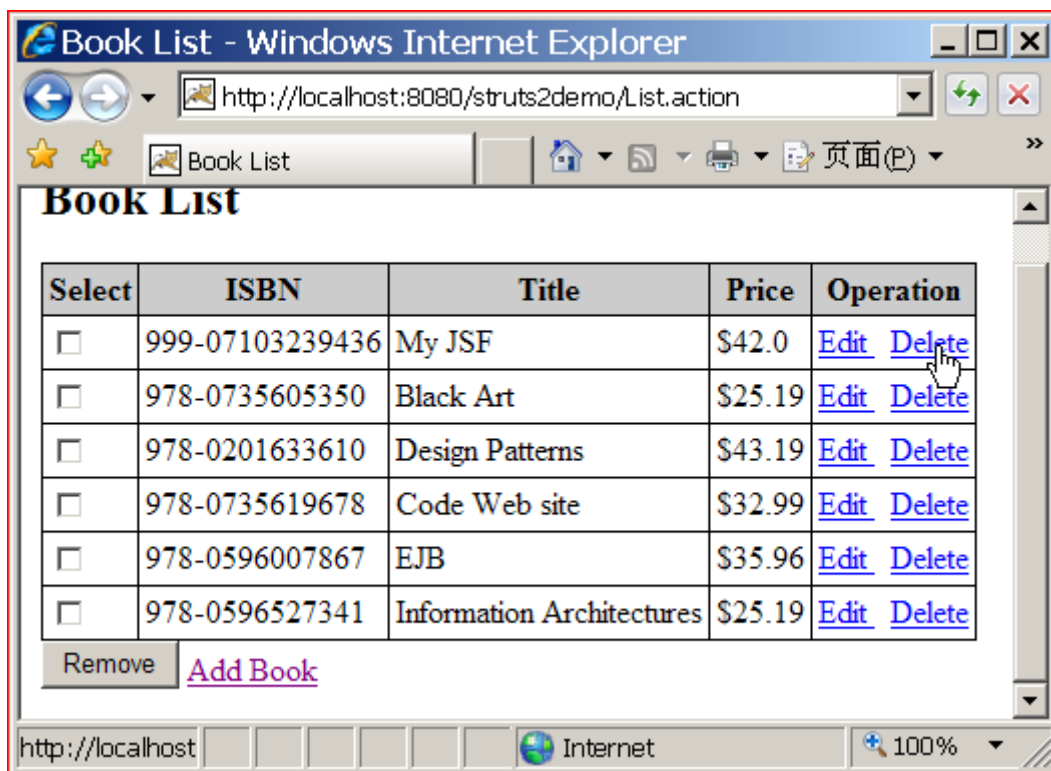 Book List - Windows Internet Explorer
http://localhost:8080/struts2demo/List.action
Book List 页面(P) »
Book List
Select ISBN Title Price Operation
999-07103239436 My JSF $42.0 Edit Delete
978-0735605350 Black Art $25.19 Edit Delete
978-0201633610 Design Patterns $43.19 Edit Delete
978-0735619678 Code Web site $32.99 Edit Delete
978-0596007867 EJB $35.96 Edit Delete
978-0596527341 Information Architectures $25.19 Edit Delete
Remove Add Book
http://localhost Internet 100%